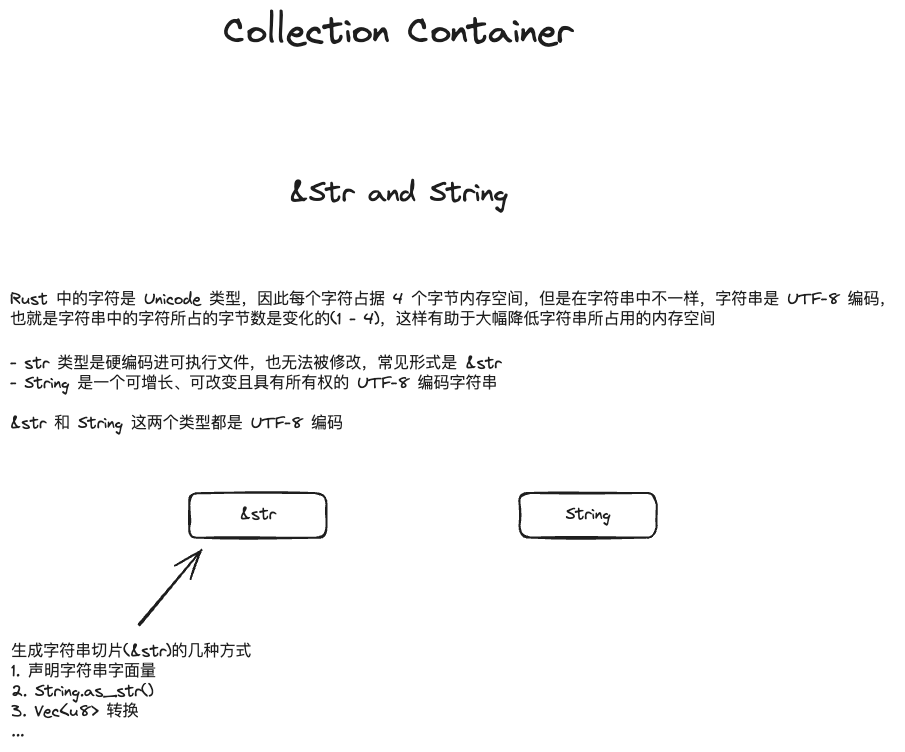 Collection Container
&Str and String
Rust 中的字符是 Unicode 类型，因此每个字符占据 4 个字节内存空间，但是在字符串中不一样，字符串是 UTF-8 编码，
也就是字符串中的字符所占的字节数是变化的(1 - 4)，这样有助于大幅降低字符串所占用的内存空间
- str 类型是硬编码进可执行文件，也无法被修改，常见形式是 &str
- String 是一个可增长、可改变且具有所有权的 UTF-8 编码字符串
&str 和 String 这两个类型都是 UTF-8 编码
&str
String
生成字符串切片(&str)的几种方式
1. 声明字符串字面量
2. String.as_str()
3. Vec<u8> 转换
...